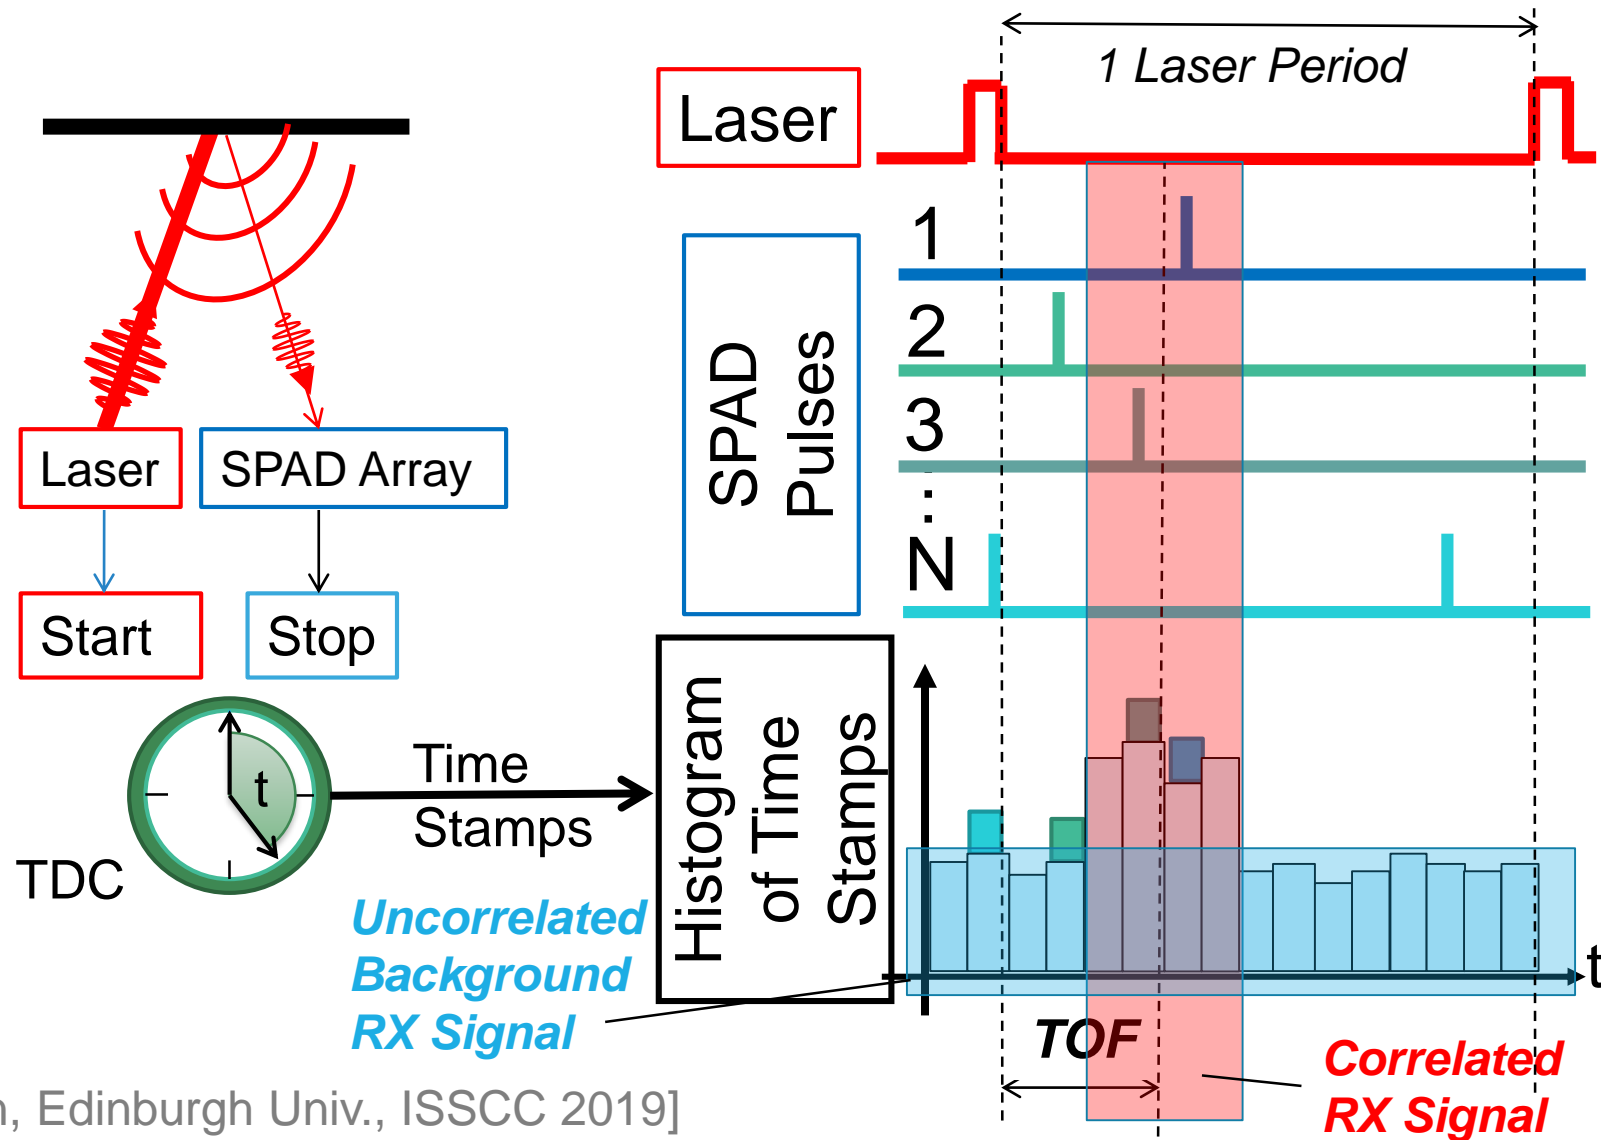 1 Laser Period
Laser
1
2
3
:
N
SPAD
Pulses
Laser
SPAD Array
Start
Stop
t
TDC
Time
Stamps
Histogram
of Time
Stamps
t
Uncorrelated
Background
RX Signal
TOF
Correlated
RX Signal
, Edinburgh Univ., ISSCC 2019]